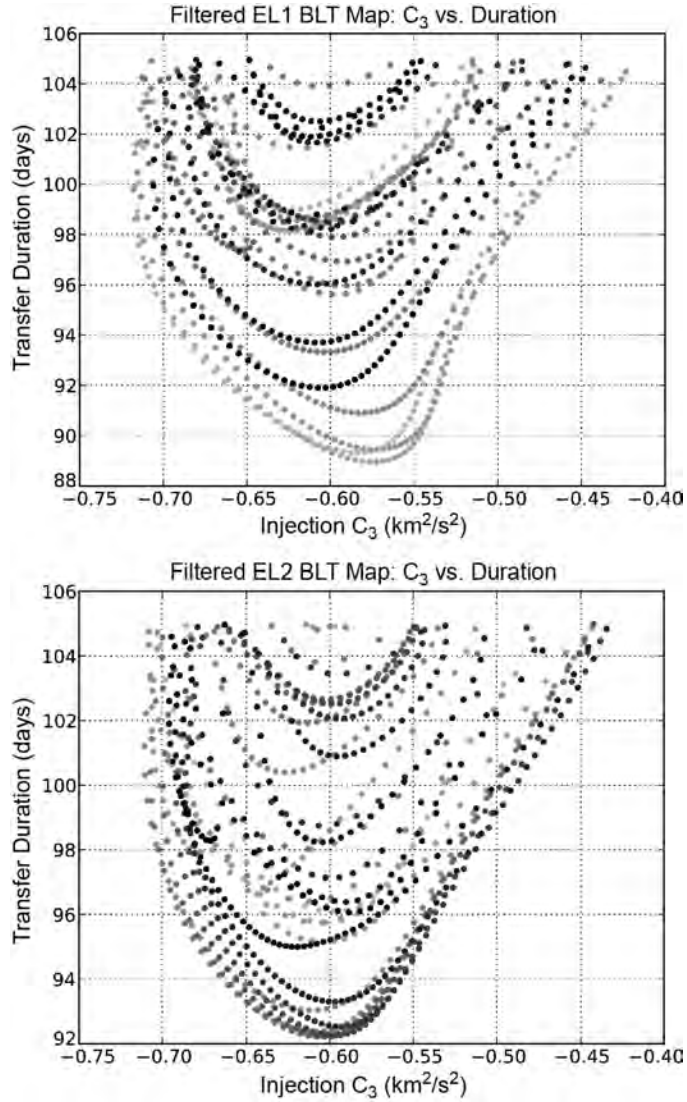 Filtered EL1 BLT Map: C₃ vs. Duration
Transfer Duration (days)
106
104
102
100
98
96
94
92
90
88
−0.75 −0.70 −0.65 −0.60 −0.55 −0.50 −0.45 −0.40
Injection C₃ (km²/s²)
Filtered EL2 BLT Map: C₃ vs. Duration
Transfer Duration (days)
106
104
102
100
98
96
94
92
−0.75 −0.70 −0.65 −0.60 −0.55 −0.50 −0.45 −0.40
Injection C₃ (km²/s²)